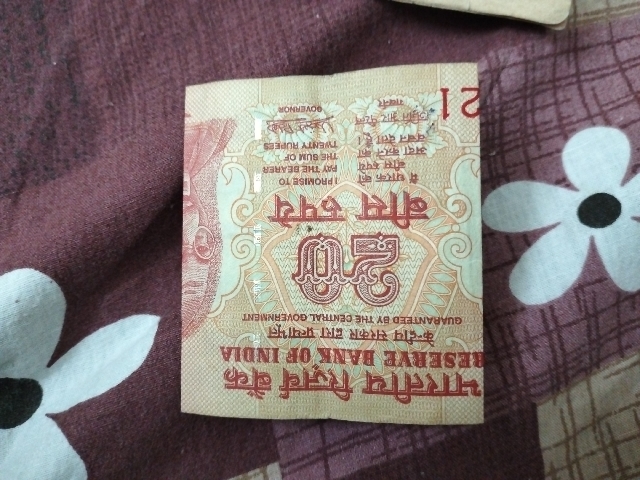 भारतीय रिज़र्व बैंक
RESERVE BANK OF INDIA
केन्द्रीय सरकार द्वारा प्रत्याभूत
GUARANTEED BY THE CENTRAL GOVERNMENT
20
बीस रुपये
मैं धारक को
बीस रुपये
अदा करने का
वचन देता हूँ।
I PROMISE TO
PAY THE BEARER
THE SUM OF
TWENTY RUPEES
GOVERNOR
गवर्नर
21